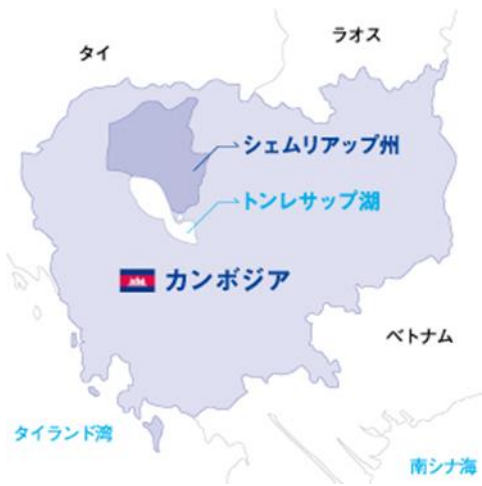 タイ
ラオス
シェムリアップ州
トンレサップ湖
カンボジア
ベトナム
タイランド湾
南シナ海